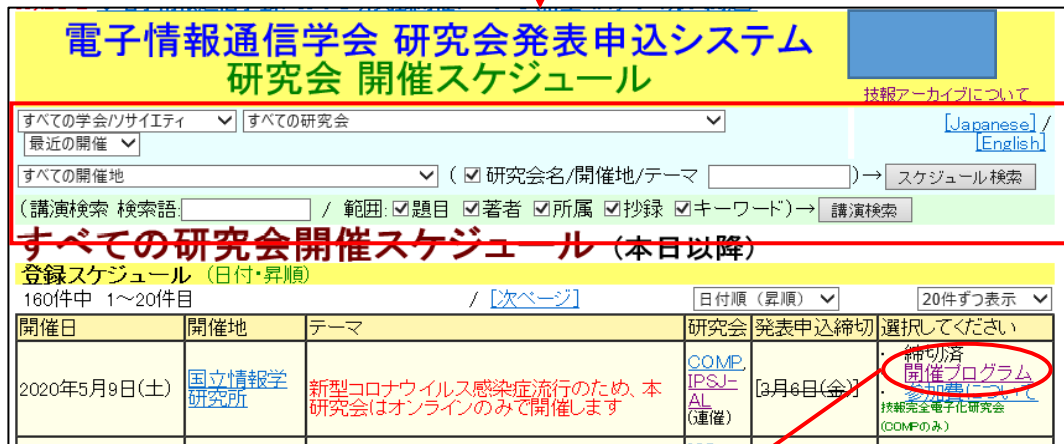 電子情報通信学会 研究会発表申込システム
研究会 開催スケジュール
技報アーカイブについて
すべての学会/ソサイエティ すべての研究会 [Japanese] /
最近の開催 [English]
すべての開催地 ( 研究会名/開催地/テーマ )→ スケジュール検索
(講演検索 検索語: / 範囲: 題目 著者 所属 抄録 キーワード)→ 講演検索
すべての研究会開催スケジュール (本日以降)
登録スケジュール (日付・昇順)
160件中 1～20件目 / [次ページ] 日付順 (昇順) 20件ずつ表示
開催日 開催地 テーマ 研究会 発表申込締切 選択してください
2020年5月9日(土)
国立情報学
研究所
新型コロナウイルス感染症流行のため、本
研究会はオンラインのみで開催します
COMP,
IPSJ-
AL
(連催)
[3月6日(金)]
・ 締切済
開催プログラム
・ 参加費について
技報完全電子化研究会
(COMPのみ)